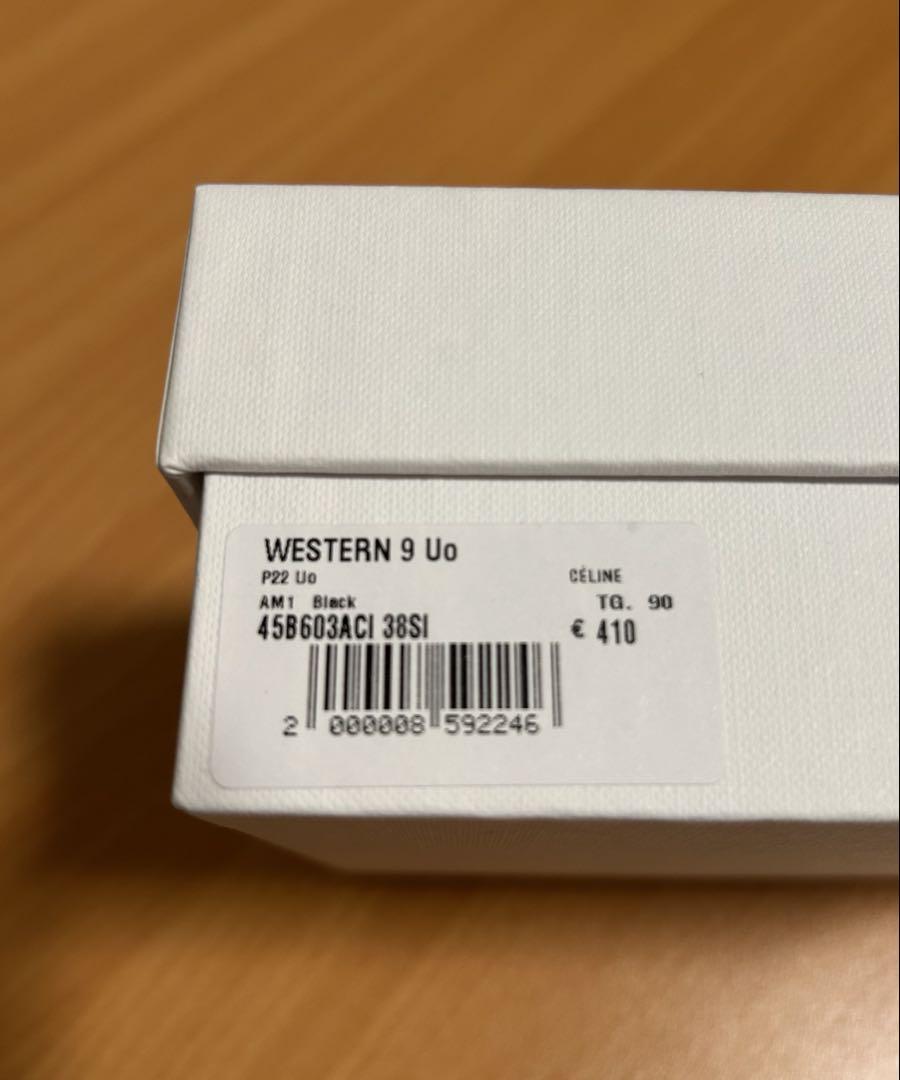 WESTERN 9 Uo
P22 Uo CÉLINE
AM1 Black TG. 90
45B603ACI 38SI € 410
2 000008 592246